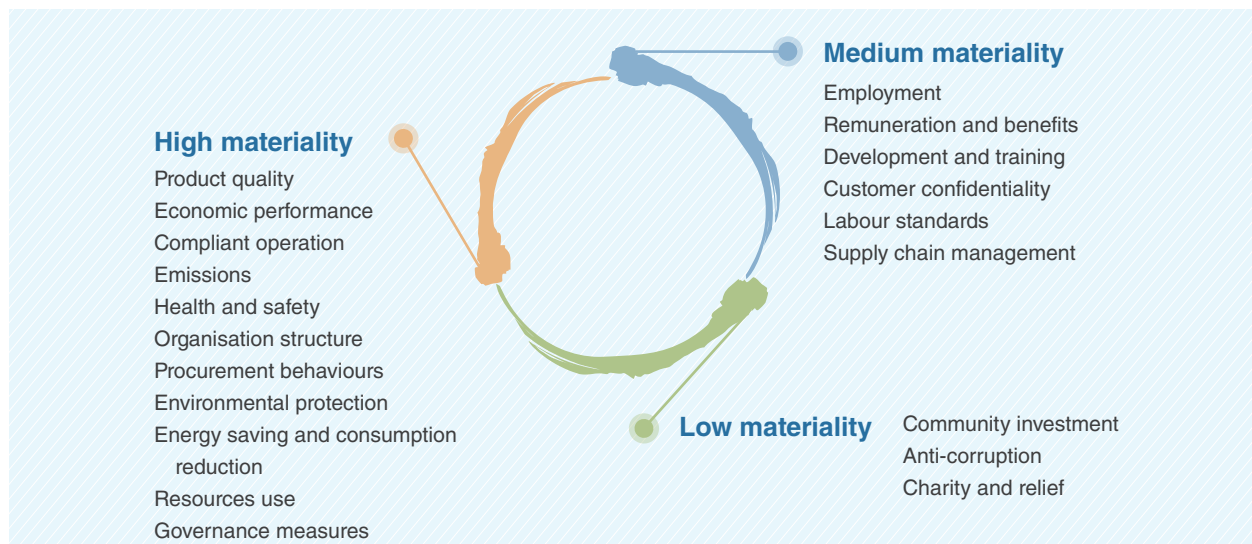 High materiality
Product quality
Economic performance
Compliant operation
Emissions
Health and safety
Organisation structure
Procurement behaviours
Environmental protection
Energy saving and consumption
reduction
Resources use
Governance measures
Medium materiality
Employment
Remuneration and benefits
Development and training
Customer confidentiality
Labour standards
Supply chain management
Low materiality
Community investment
Anti-corruption
Charity and relief